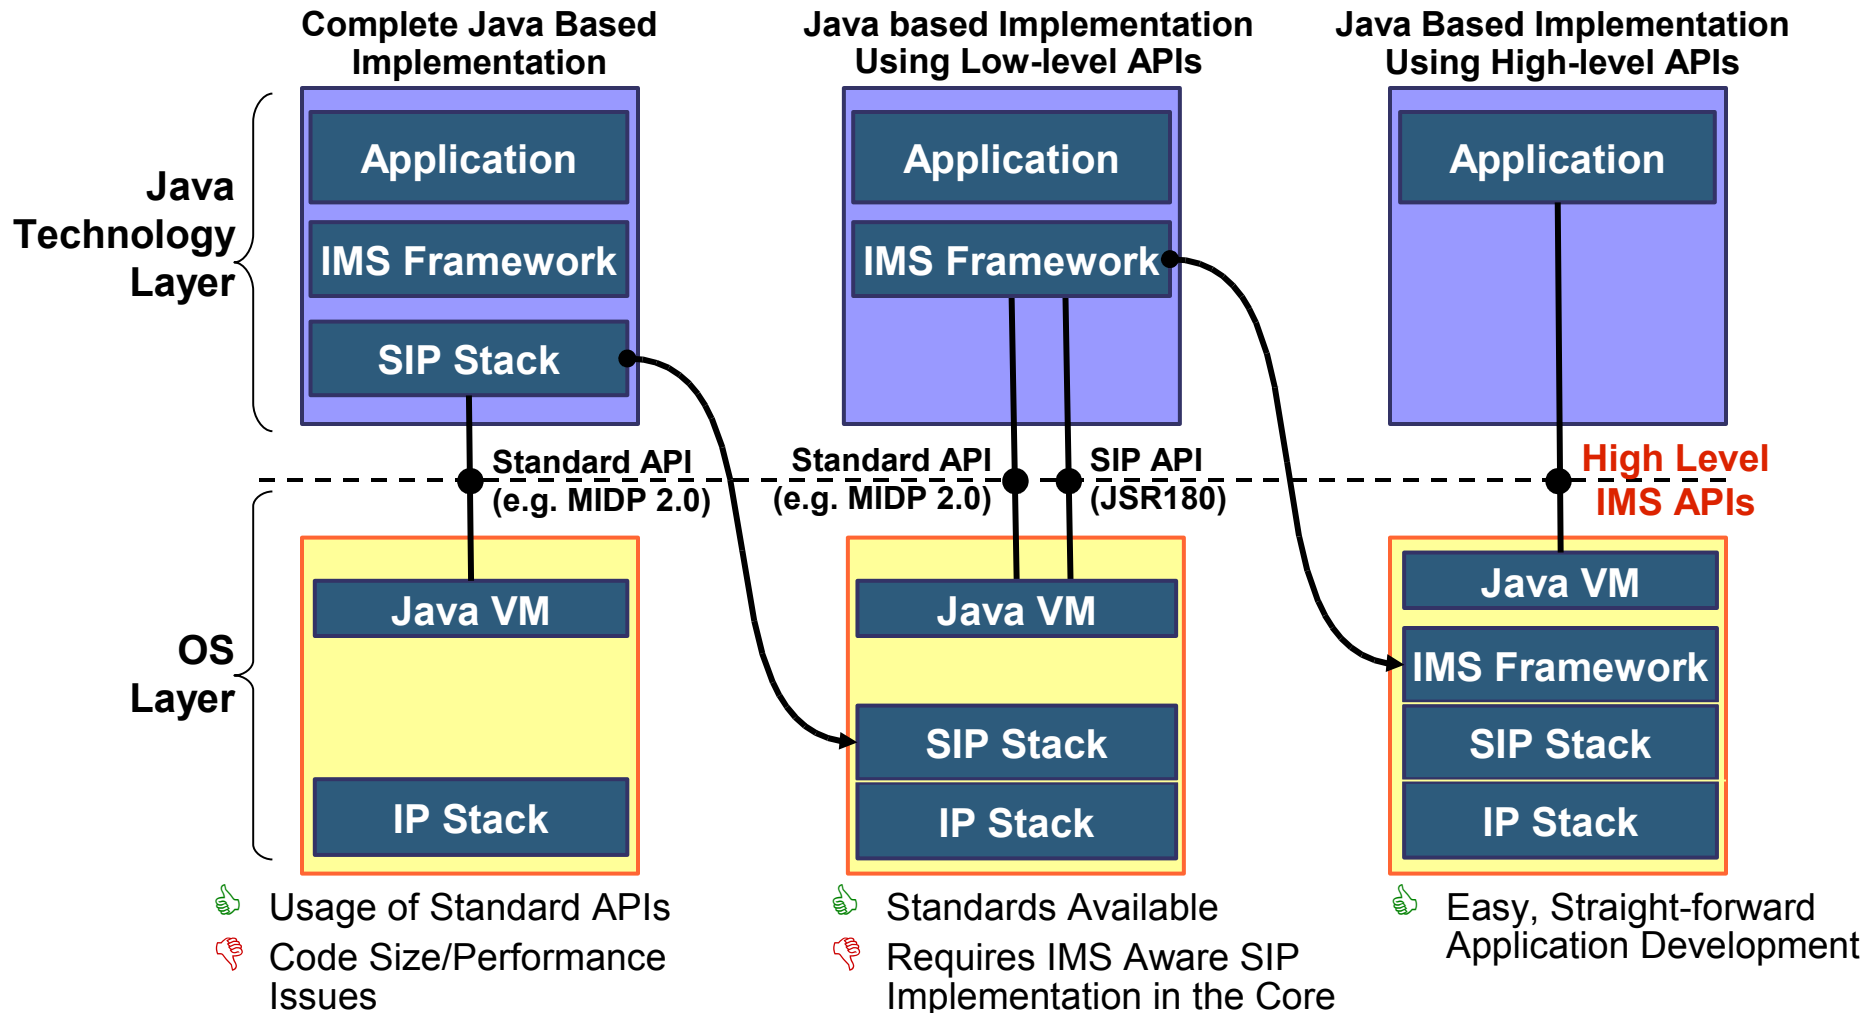 Complete Java Based
Implementation
Java based Implementation
Using Low-level APIs
Java Based Implementation
Using High-level APIs
Java
Technology
Layer
Application
IMS Framework
SIP Stack
Application
IMS Framework
Application
Standard API
(e.g. MIDP 2.0)
Standard API
(e.g. MIDP 2.0)
SIP API
(JSR180)
High Level
IMS APIs
OS
Layer
Java VM
IP Stack
Java VM
SIP Stack
IP Stack
Java VM
IMS Framework
SIP Stack
IP Stack
Usage of Standard APIs
Code Size/Performance
Issues
Standards Available
Requires IMS Aware SIP
Implementation in the Core
Easy, Straight-forward
Application Development